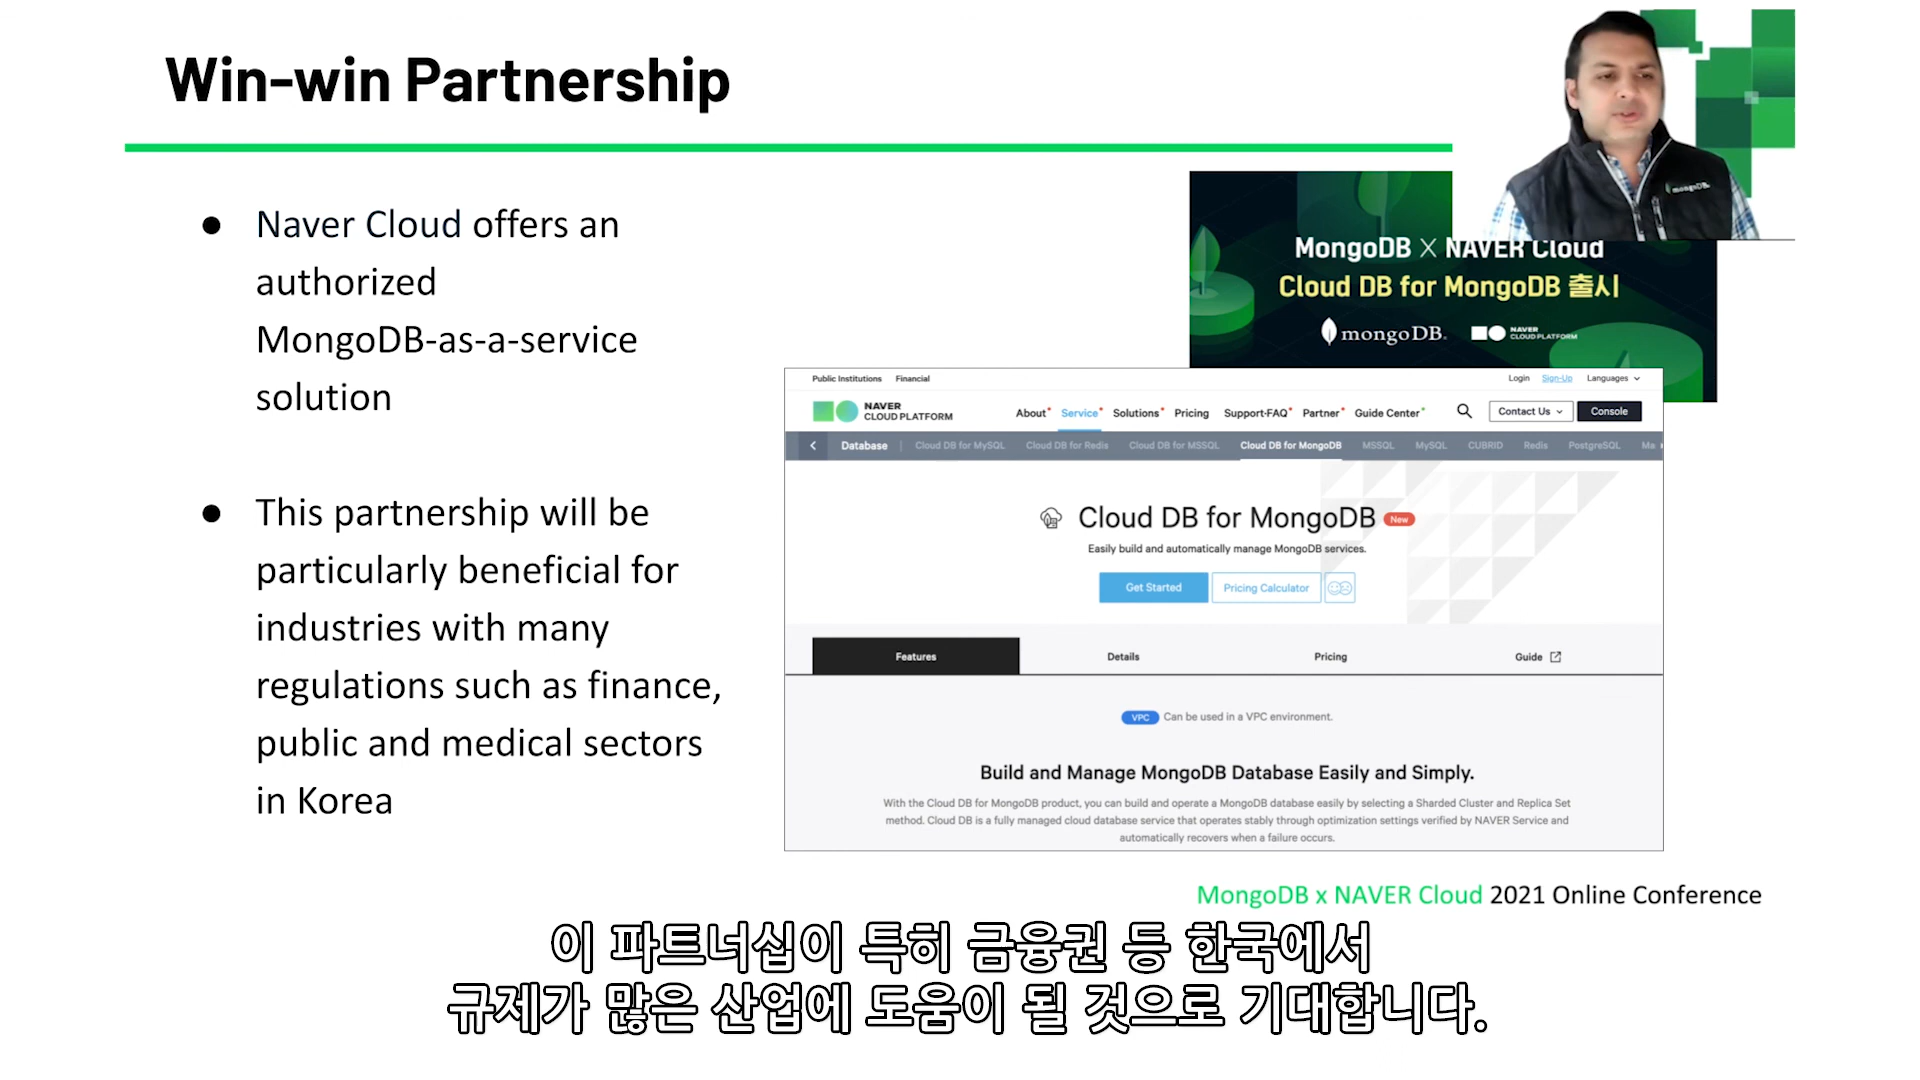 Win-win Partnership
● Naver Cloud offers an
authorized
MongoDB-as-a-service
solution
● This partnership will be
particularly beneficial for
industries with many
regulations such as finance,
public and medical sectors
in Korea
mongoDB.
MongoDB X NAVER Cloud
Cloud DB for MongoDB 출시
mongoDB.
NAVER
CLOUD PLATFORM
Public Institutions Financial Login Sign-Up Languages
NAVER
CLOUD PLATFORM
About Service Solutions Pricing Support·FAQ Partner Guide Center Contact Us Console
Database Cloud DB for MySQL Cloud DB for Redis Cloud DB for MSSQL Cloud DB for MongoDB MSSQL MySQL CUBRID Redis PostgreSQL Ma
Cloud DB for MongoDB New
Easily build and automatically manage MongoDB services.
Get Started Pricing Calculator
Features Details Pricing Guide
VPC Can be used in a VPC environment.
Build and Manage MongoDB Database Easily and Simply.
With the Cloud DB for MongoDB product, you can build and operate a MongoDB database easily by selecting a Sharded Cluster and Replica Set
method. Cloud DB is a fully managed cloud database service that operates stably through optimization settings verified by NAVER Service and
automatically recovers when a failure occurs.
MongoDB x NAVER Cloud 2021 Online Conference
이 파트너십이 특히 금융권 등 한국에서
규제가 많은 산업에 도움이 될 것으로 기대합니다.